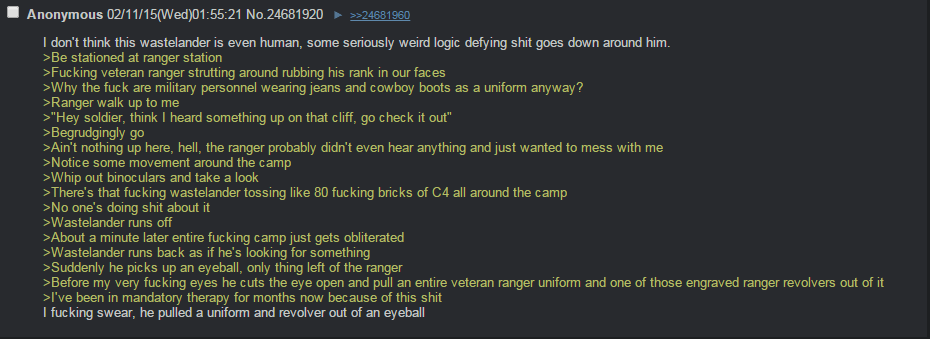 Anonymous 02/11/15(Wed)01:55:21 No.24681920 ▶ >>24681960
I don't think this wastelander is even human, some seriously weird logic defying shit goes down around him.
>Be stationed at ranger station
>Fucking veteran ranger strutting around rubbing his rank in our faces
>Why the fuck are military personnel wearing jeans and cowboy boots as a uniform anyway?
>Ranger walk up to me
>"Hey soldier, think I heard something up on that cliff, go check it out"
>Begrudgingly go
>Ain't nothing up here, hell, the ranger probably didn't even hear anything and just wanted to mess with me
>Notice some movement around the camp
>Whip out binoculars and take a look
>There's that fucking wastelander tossing like 80 fucking bricks of C4 all around the camp
>No one's doing shit about it
>Wastelander runs off
>About a minute later entire fucking camp just gets obliterated
>Wastelander runs back as if he's looking for something
>Suddenly he picks up an eyeball, only thing left of the ranger
>Before my very fucking eyes he cuts the eye open and pull an entire veteran ranger uniform and one of those engraved ranger revolvers out of it
>I've been in mandatory therapy for months now because of this shit
I fucking swear, he pulled a uniform and revolver out of an eyeball